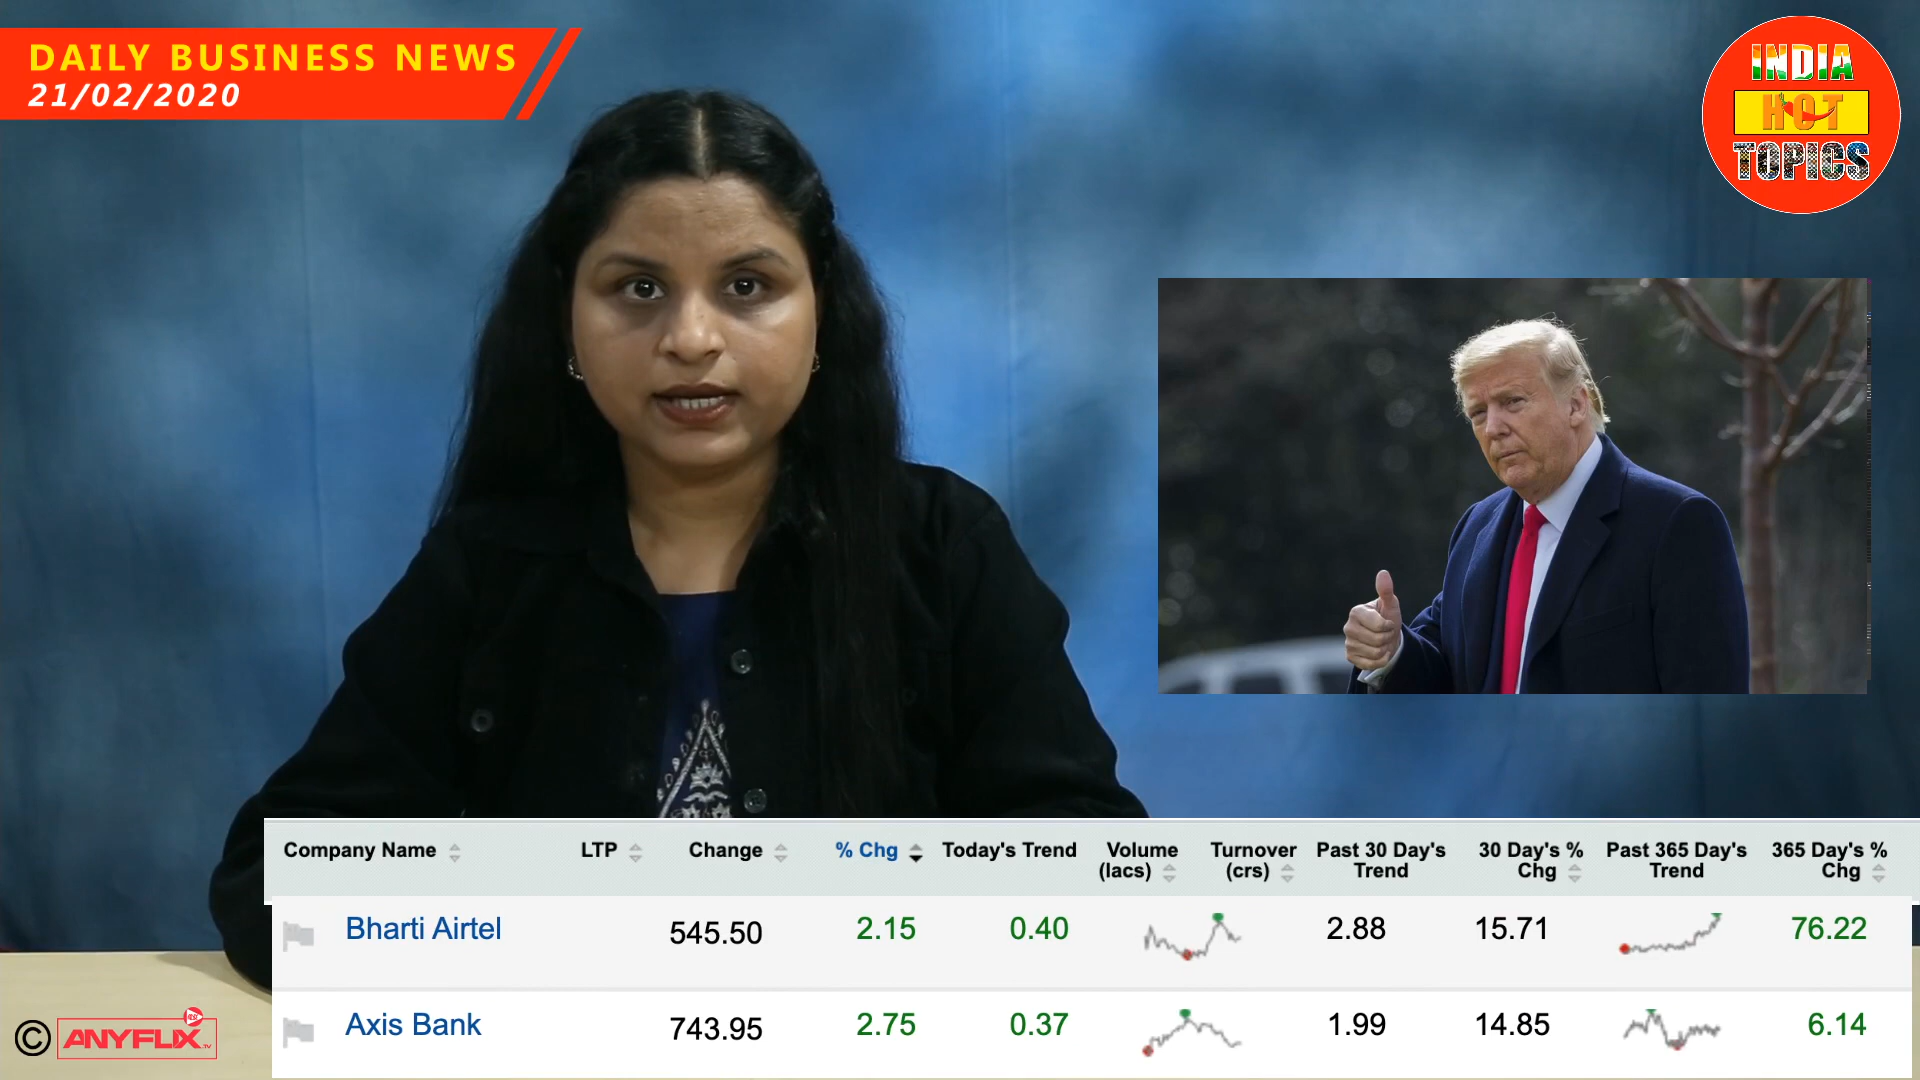 DAILY BUSINESS NEWS
21/02/2020
INDIA
HOT
TOPICS
Company Name LTP Change % Chg Today's Trend Volume (lacs) Turnover (crs) Past 30 Day's Trend 30 Day's % Chg Past 365 Day's Trend 365 Day's % Chg
Bharti Airtel 545.50 2.15 0.40 2.88 15.71 76.22
Axis Bank 743.95 2.75 0.37 1.99 14.85 6.14
© ANYFLIX.TV